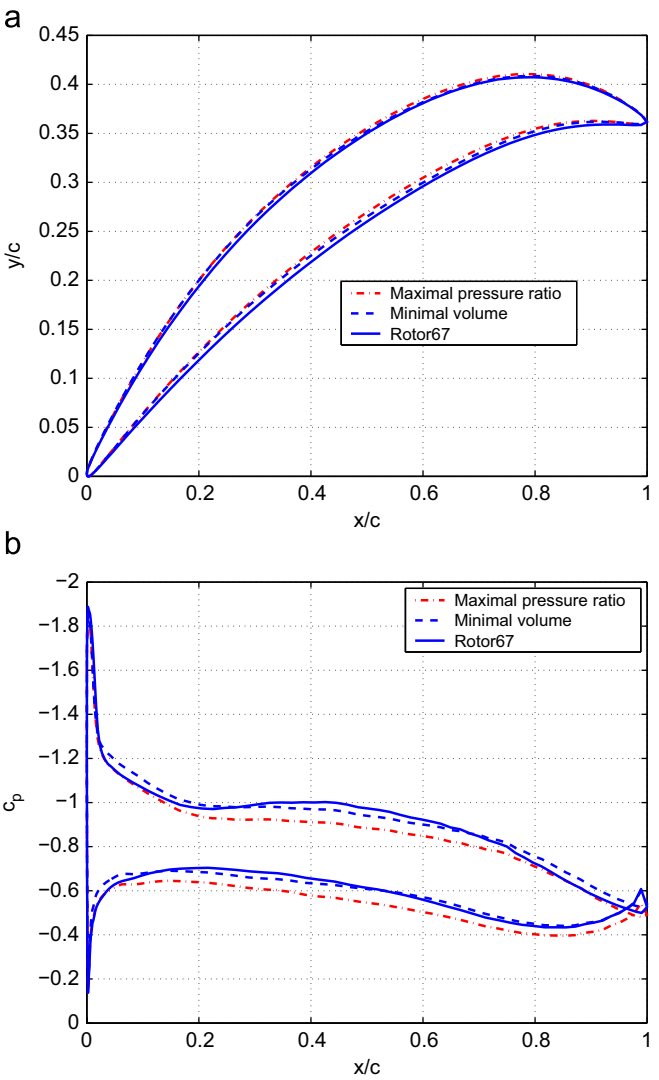 a
0.45
0.4
0.35
0.3
0.25
0.2
0.15
0.1
0.05
0
y/c
Maximal pressure ratio
Minimal volume
Rotor67
0 0.2 0.4 0.6 0.8 1
x/c
b
−2
−1.8
−1.6
−1.4
−1.2
−1
−0.8
−0.6
−0.4
−0.2
0
cp
Maximal pressure ratio
Minimal volume
Rotor67
0 0.2 0.4 0.6 0.8 1
x/c